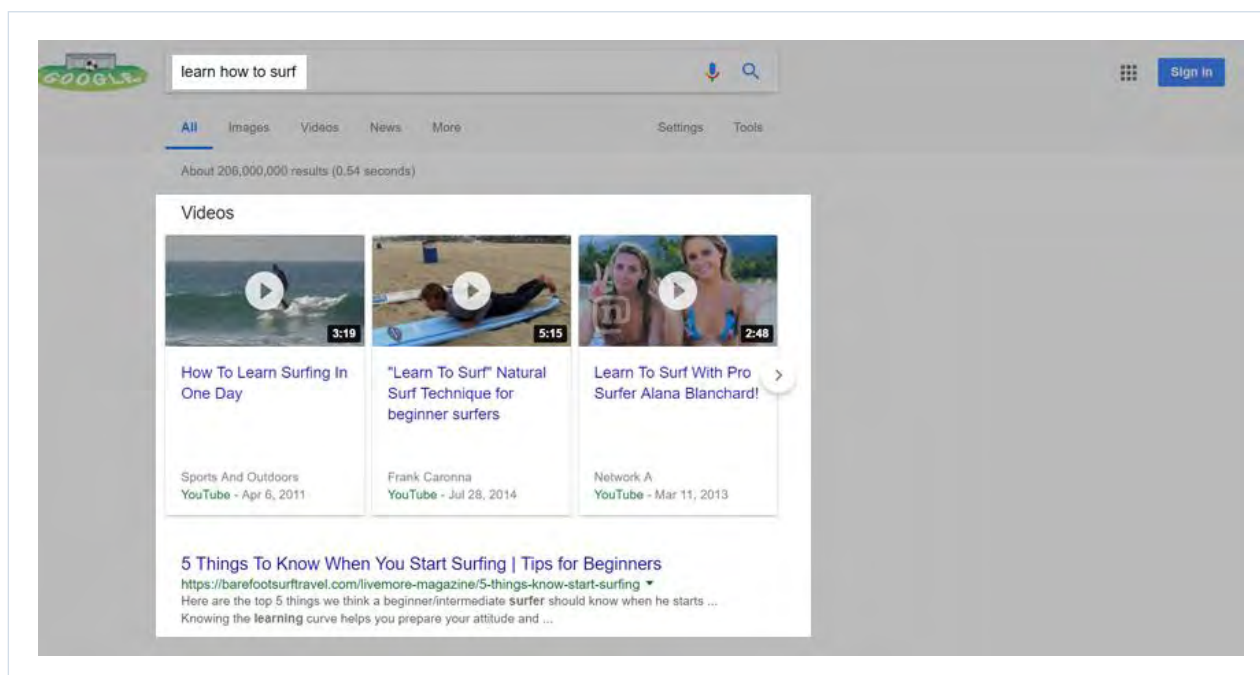 GOOGLE
learn how to surf
Sign in
All Images Videos News More Settings Tools
About 206,000,000 results (0.54 seconds)
Videos
3:19
5:15
2:48
How To Learn Surfing In
One Day
"Learn To Surf" Natural
Surf Technique for
beginner surfers
Learn To Surf With Pro
Surfer Alana Blanchard!
Sports And Outdoors
YouTube - Apr 6, 2011
Frank Caronna
YouTube - Jul 28, 2014
Network A
YouTube - Mar 11, 2013
5 Things To Know When You Start Surfing | Tips for Beginners
https://barefootsurftravel.com/livemore-magazine/5-things-know-start-surfing
Here are the top 5 things we think a beginner/intermediate surfer should know when he starts ...
Knowing the learning curve helps you prepare your attitude and ...